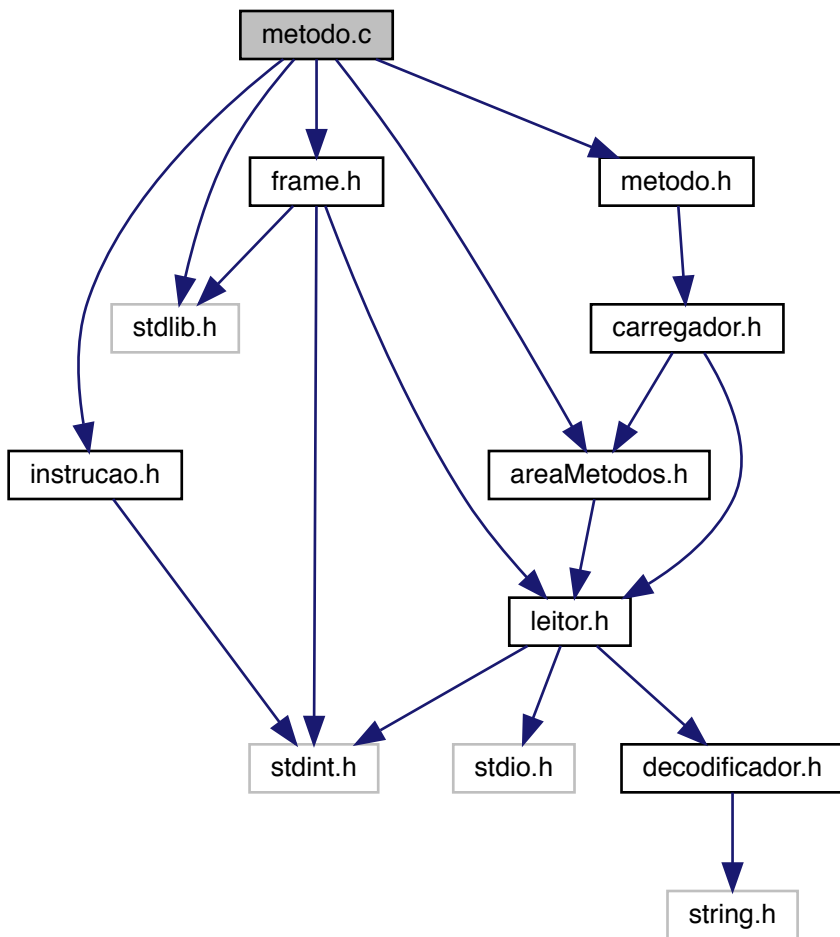 metodo.c
frame.h
metodo.h
stdlib.h
carregador.h
instrucao.h
areaMetodos.h
leitor.h
stdint.h
stdio.h
decodificador.h
string.h